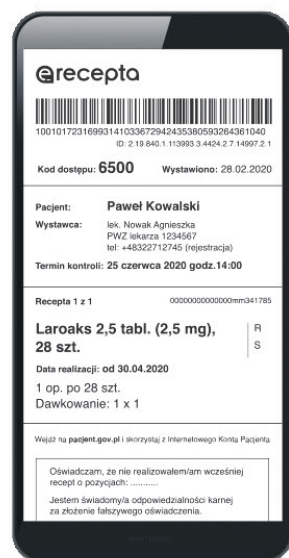 erecepta
10010172316993141033672942435380593264361040
ID: 2.19.840.1.113993.3.4424.2.7.14997.2.1
Kod dostępu: 6500 Wystawiono: 28.02.2020
Pacjent: Paweł Kowalski
Wystawca: lek. Nowak Agnieszka
PWZ lekarza 1234567
tel: +48322712745 (rejestracja)
Termin kontroli: 25 czerwca 2020 godz.14:00
Recepta 1 z 1 00000000000000mm341785
Laroaks 2,5 tabl. (2,5 mg), R
28 szt. S
Data realizacji: od 30.04.2020
1 op. po 28 szt.
Dawkowanie: 1 x 1
Wejdź na pacjent.gov.pl i skorzystaj z Internetowego Konta Pacjenta
Oświadczam, że nie realizowałem/am wcześniej
recept o pozycjach: ...........
Jestem świadomy/a odpowiedzialności karnej
za złożenie fałszywego oświadczenia.